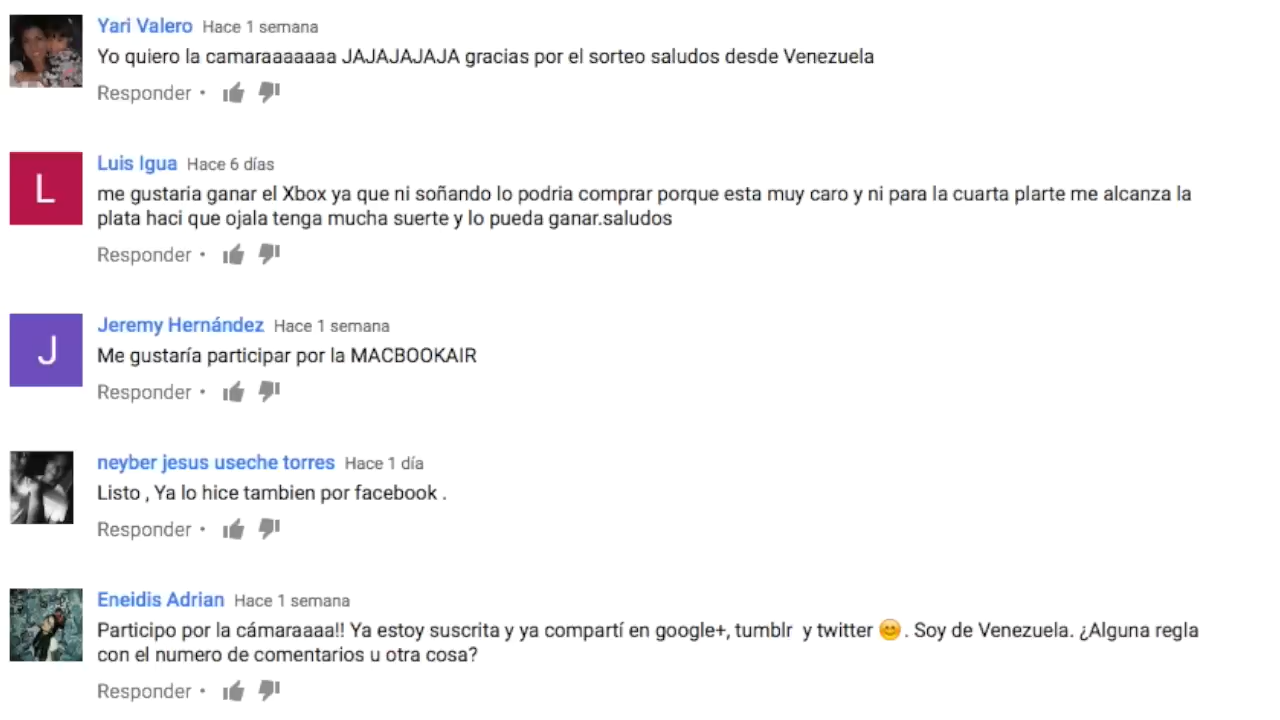 Yari Valero Hace 1 semana
Yo quiero la camaraaaaaaa JAJAJAJAJA gracias por el sorteo saludos desde Venezuela
Responder •
L
Luis Igua Hace 6 días
me gustaria ganar el Xbox ya que ni soñando lo podria comprar porque esta muy caro y ni para la cuarta plarte me alcanza la
plata haci que ojala tenga mucha suerte y lo pueda ganar.saludos
Responder •
J
Jeremy Hernández Hace 1 semana
Me gustaría participar por la MACBOOKAIR
Responder •
neyber jesus useche torres Hace 1 día
Listo , Ya lo hice tambien por facebook .
Responder •
Eneidis Adrian Hace 1 semana
Participo por la cámaraaaa!! Ya estoy suscrita y ya compartí en google+, tumblr y twitter 😊. Soy de Venezuela. ¿Alguna regla
con el numero de comentarios u otra cosa?
Responder •